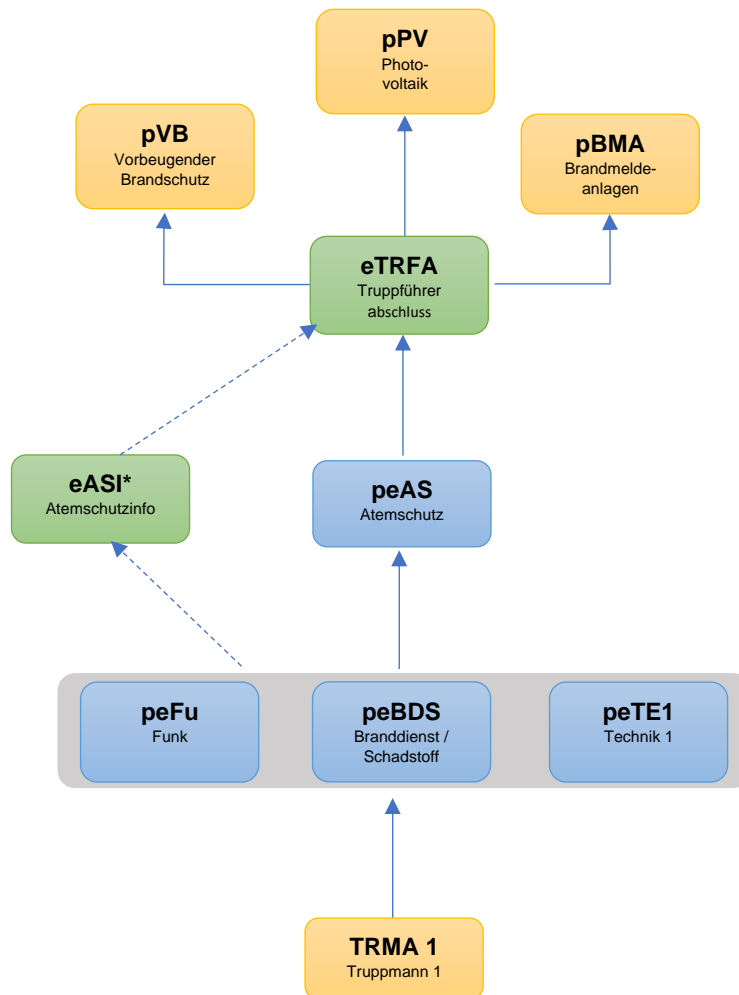 pPV
Photo-
voltaik
pVB
Vorbeugender
Brandschutz
pBMA
Brandmelde-
anlagen
eTRFA
Truppführer
abschluss
eASI*
Atemschutzinfo
peAS
Atemschutz
peFu
Funk
peBDS
Branddienst /
Schadstoff
peTE1
Technik 1
TRMA 1
Truppmann 1